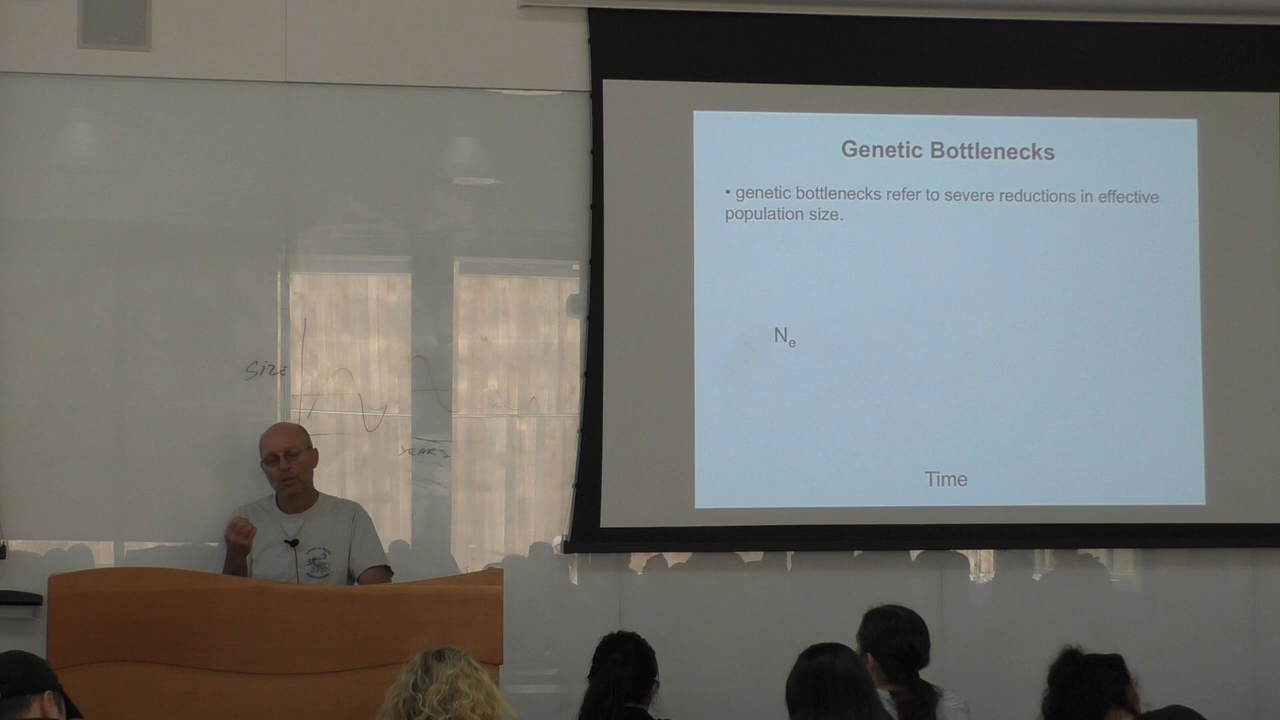 Genetic Bottlenecks
• genetic bottlenecks refer to severe reductions in effective
population size.
Ne
Time
SIZE
YEARS